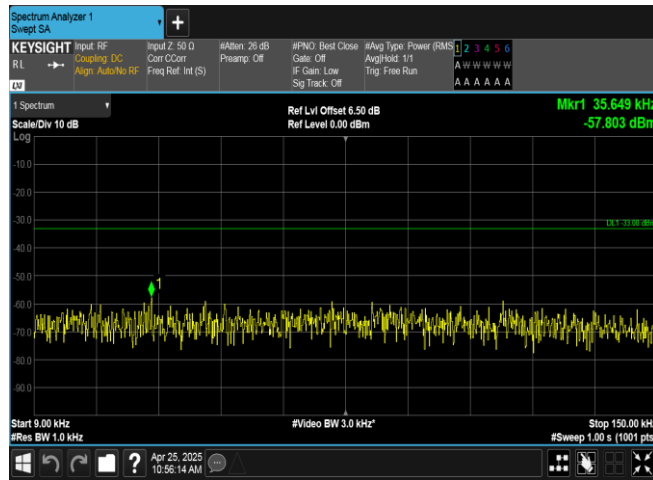 Spectrum Analyzer 1
Swept SA
KEYSIGHT
RL
LXI
Input: RF
Coupling: DC
Align: Auto/No RF
Input Z: 50 Ω
Corr CCorr
Freq Ref: Int (S)
#Atten: 26 dB
Preamp: Off
#PNO: Best Close
Gate: Off
IF Gain: Low
Sig Track: Off
#Avg Type: Power (RMS
Avg|Hold: 1/1
Trig: Free Run
1 2 3 4 5 6
A W W W W W
A A A A A A
1 Spectrum
Scale/Div 10 dB
Log
Ref Lvl Offset 6.50 dB
Ref Level 0.00 dBm
Mkr1 35.649 kHz
-57.803 dBm
-10.0
-20.0
-30.0
DL1 -33.00 dBm
-40.0
-50.0
1
-60.0
-70.0
-80.0
-90.0
Start 9.00 kHz
#Res BW 1.0 kHz
#Video BW 3.0 kHz*
Stop 150.00 kHz
#Sweep 1.00 s (1001 pts
?
Apr 25, 2025
10:56:14 AM